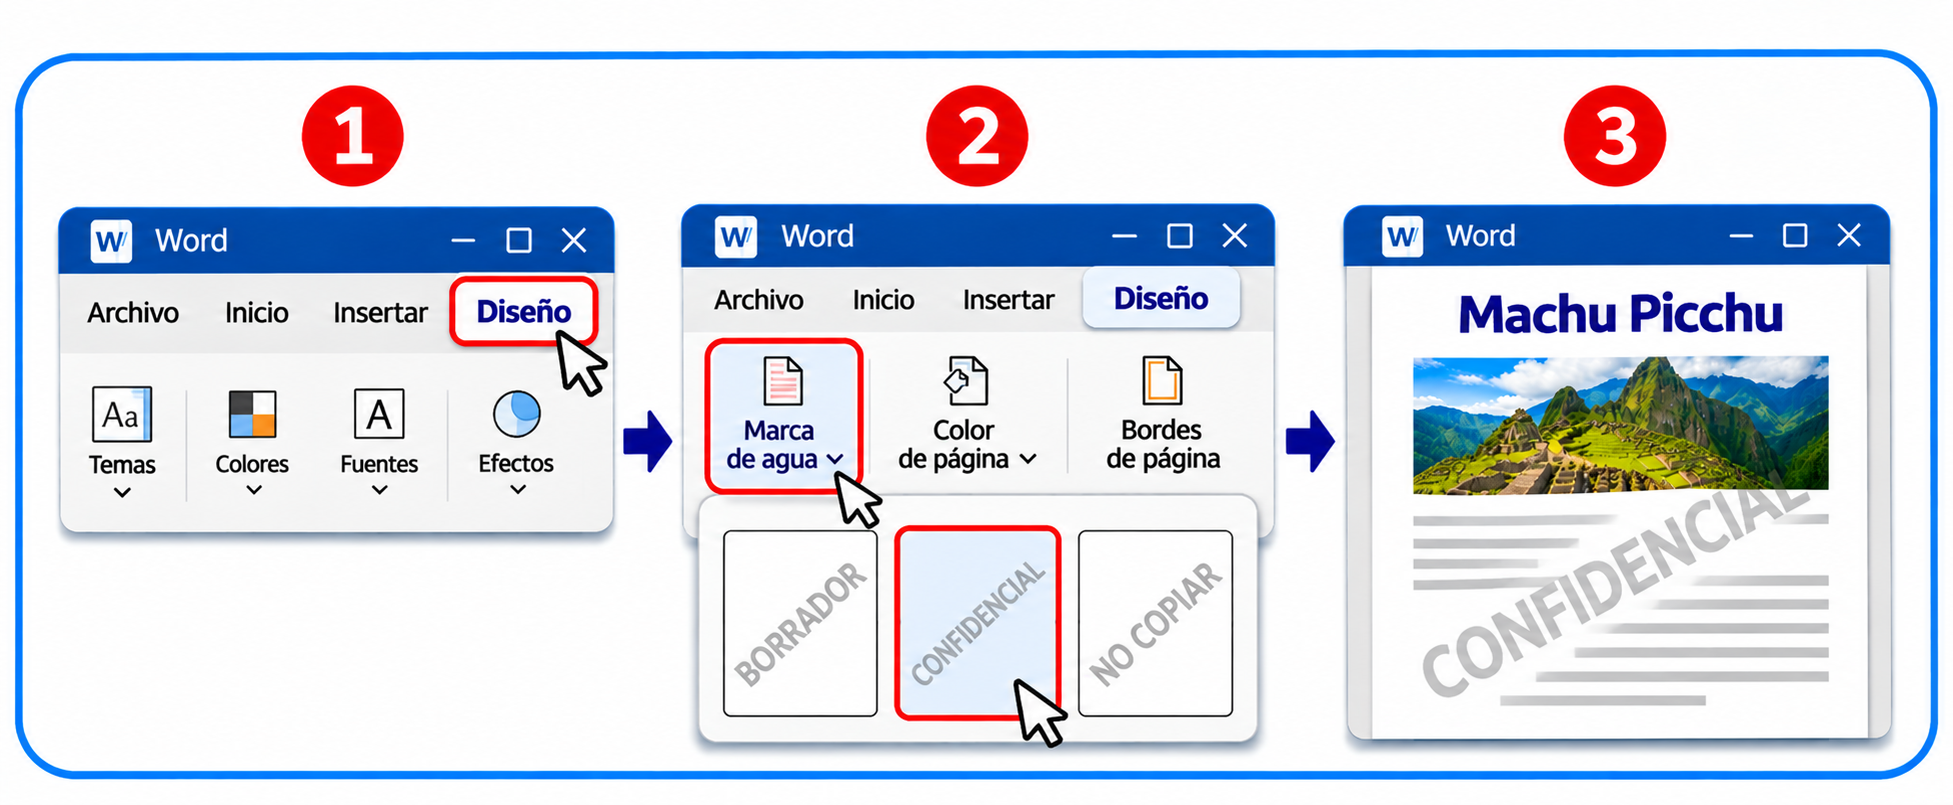 1
W Word
Archivo Inicio Insertar Diseño
Aa
A
Temas Colores Fuentes Efectos
2
W Word
Archivo Inicio Insertar Diseño
Marca
de agua
Color
de página
Bordes
de página
BORRADOR
CONFIDENCIAL
NO COPIAR
3
W Word
Machu Picchu
CONFIDENCIAL